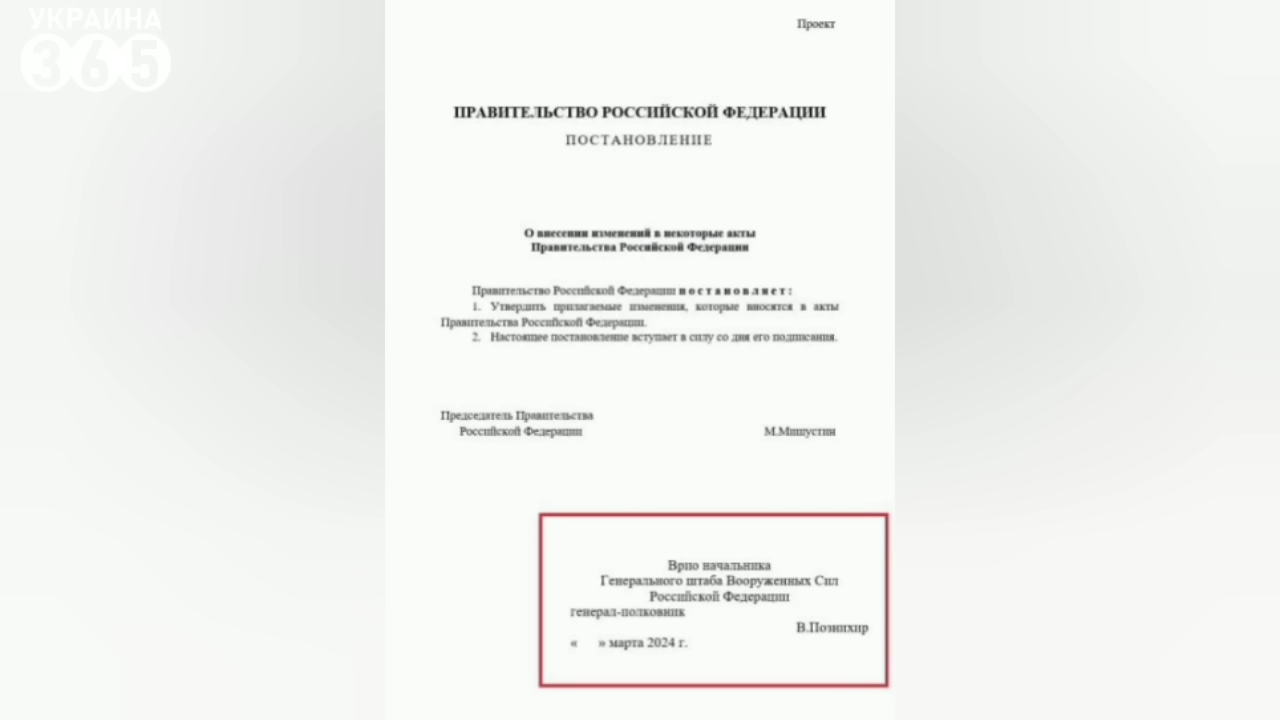 УКРАИНА
365
Проект
ПРАВИТЕЛЬСТВО РОССИЙСКОЙ ФЕДЕРАЦИИ
ПОСТАНОВЛЕНИЕ
О внесении изменений в некоторые акты
Правительства Российской Федерации
Правительство Российской Федерации п о с т а н о в л я е т :
1. Утвердить прилагаемые изменения, которые вносятся в акты
Правительства Российской Федерации.
2. Настоящее постановление вступает в силу со дня его подписания.
Председатель Правительства
Российской Федерации М.Мишустин
Врио начальника
Генерального штаба Вооруженных Сил
Российской Федерации
генерал-полковник
В.Познихир
« » марта 2024 г.